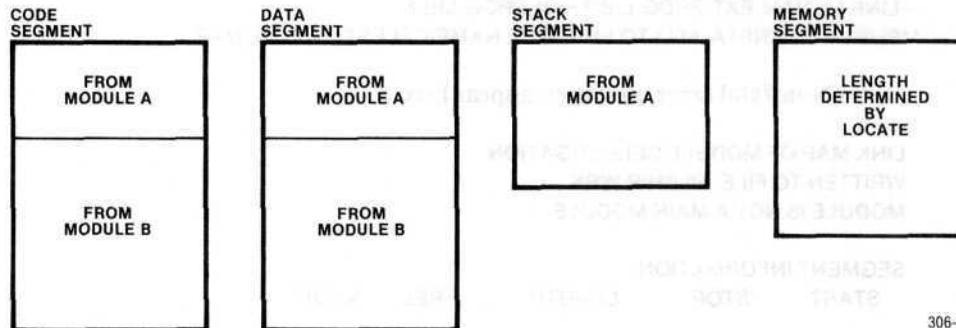 CODE
SEGMENT
FROM
MODULE A
FROM
MODULE B
DATA
SEGMENT
FROM
MODULE A
FROM
MODULE B
STACK
SEGMENT
FROM
MODULE A
MEMORY
SEGMENT
LENGTH
DETERMINED
BY
LOCATE
306-